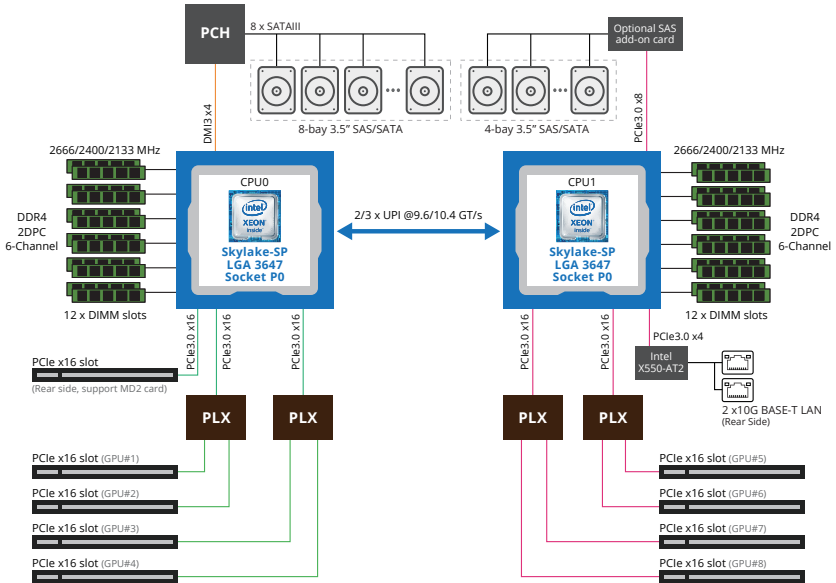 PCH
8 x SATAIII
Optional SAS
add-on card
DMI3 x4
8-bay 3.5” SAS/SATA
4-bay 3.5” SAS/SATA
PCIe3.0 x8
2666/2400/2133 MHz
2666/2400/2133 MHz
DDR4
2DPC
6-Channel
12 x DIMM slots
CPU0
intel
XEON
inside
Skylake-SP
LGA 3647
Socket P0
2/3 x UPI @9.6/10.4 GT/s
CPU1
intel
XEON
inside
Skylake-SP
LGA 3647
Socket P0
DDR4
2DPC
6-Channel
12 x DIMM slots
PCIe3.0 x16
PCIe3.0 x16
PCIe3.0 x16
PCIe3.0 x16
PCIe3.0 x16
PCIe3.0 x4
Intel
X550-AT2
2 x10G BASE-T LAN
(Rear Side)
PCIe x16 slot
(Rear side, support MD2 card)
PLX
PLX
PLX
PLX
PCIe x16 slot (GPU#1)
PCIe x16 slot (GPU#2)
PCIe x16 slot (GPU#3)
PCIe x16 slot (GPU#4)
PCIe x16 slot (GPU#5)
PCIe x16 slot (GPU#6)
PCIe x16 slot (GPU#7)
PCIe x16 slot (GPU#8)